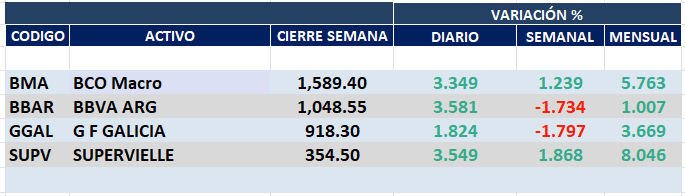 VARIACIÓN %
CODIGO ACTIVO CIERRE SEMANA DIARIO SEMANAL MENSUAL
BMA BCO Macro 1,589.40 3.349 1.239 5.763
BBAR BBVA ARG 1,048.55 3.581 -1.734 1.007
GGAL G F GALICIA 918.30 1.824 -1.797 3.669
SUPV SUPERVIELLE 354.50 3.549 1.868 8.046